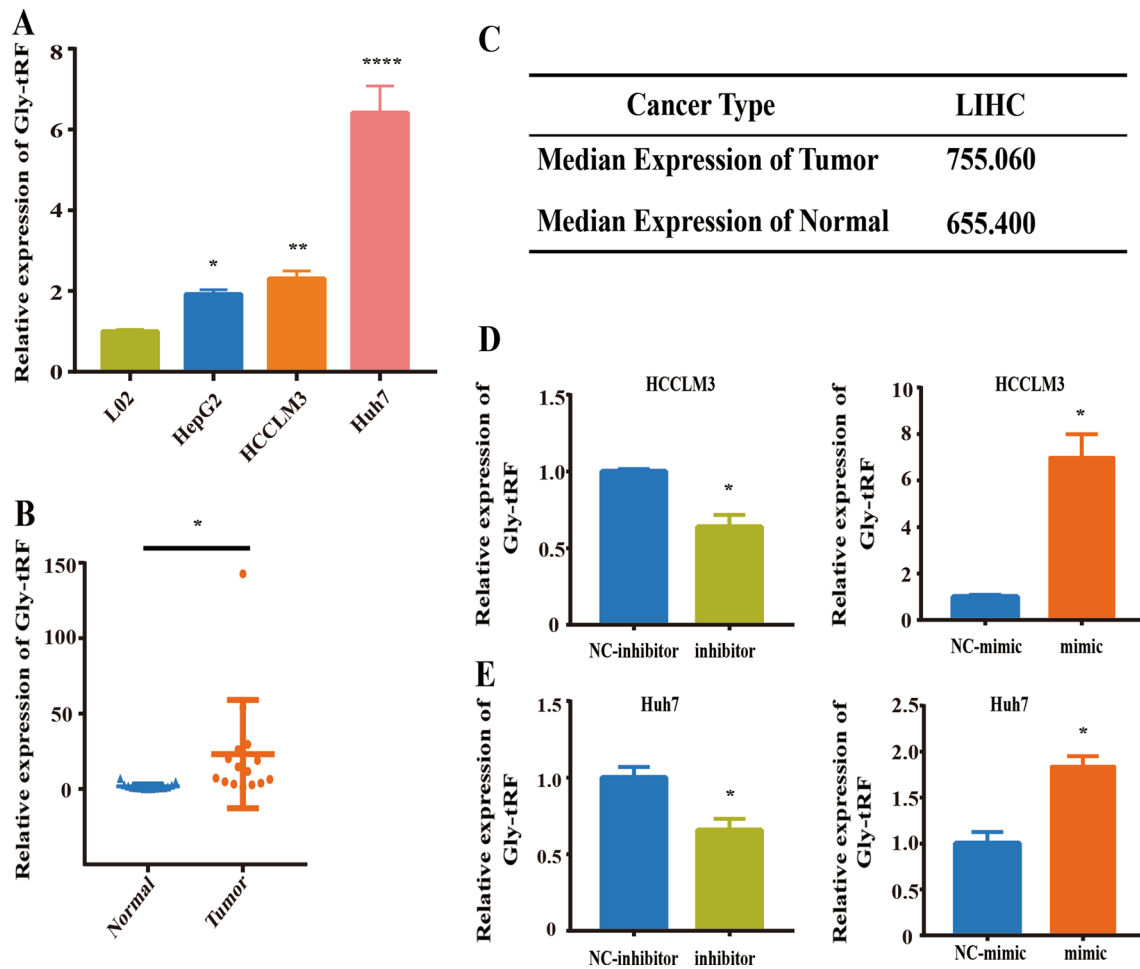 A
Relative expression of Gly-tRF
8
6
4
2
0
*
**
****
L02
HepG2
HCCLM3
Huh7
B
Relative expression of Gly-tRF
150
100
50
0
*
Normal
Tumor
C
Cancer Type LIHC
Median Expression of Tumor 755.060
Median Expression of Normal 655.400
D
HCCLM3
Relative expression of
Gly-tRF
1.5
1.0
0.5
0
*
NC-inhibitor inhibitor
HCCLM3
Relative expression of
Gly-tRF
10
8
6
4
2
0
*
NC-mimic mimic
E
Huh7
Relative expression of
Gly-tRF
1.5
1.0
0.5
0
*
NC-inhibitor inhibitor
Huh7
Relative expression of
Gly-tRF
2.5
2.0
1.5
1.0
0.5
0
*
NC-mimic mimic